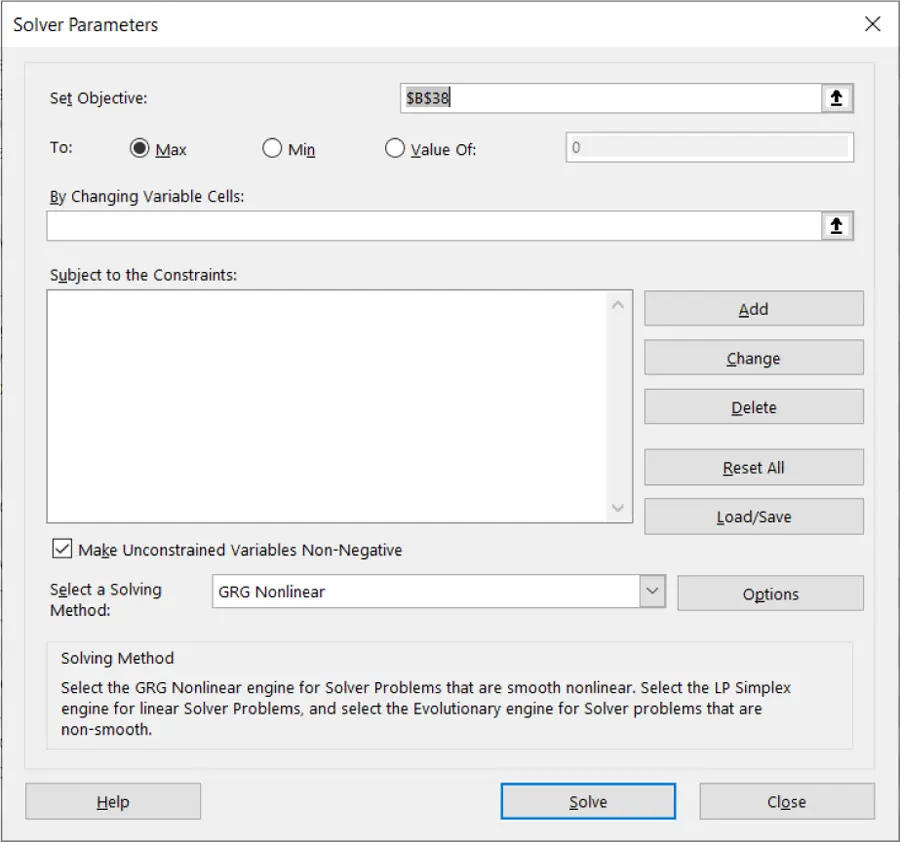 Solver Parameters
Set Objective:
$B$38
To:
Max
Min
Value Of:
0
By Changing Variable Cells:
Subject to the Constraints:
Add
Change
Delete
Reset All
Load/Save
Make Unconstrained Variables Non-Negative
Select a Solving
Method:
GRG Nonlinear
Options
Solving Method
Select the GRG Nonlinear engine for Solver Problems that are smooth nonlinear. Select the LP Simplex
engine for linear Solver Problems, and select the Evolutionary engine for Solver problems that are
non-smooth.
Help
Solve
Close